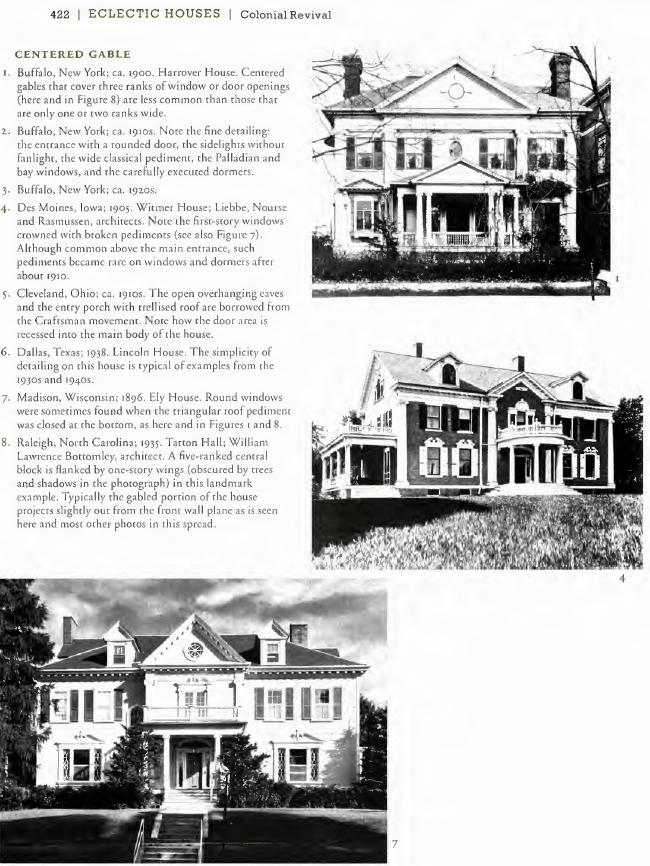 422 | ECLECTIC HOUSES | Colonial Revival
CENTERED GABLE
1. Buffalo, New York; ca. 1900. Harrover House. Centered
gables that cover three ranks of window or door openings
(here and in Figure 8) are less common than those that
are only one or two ranks wide.
2. Buffalo, New York; ca. 1910s. Note the fine detailing:
the entrance with a rounded door, the sidelights without
fanlight, the wide classical pediment, the Palladian and
bay windows, and the carefully executed dormers.
3. Buffalo, New York; ca. 1920s.
4. Des Moines, Iowa; 1905. Witmer House; Liebbe, Nourse
and Rasmussen, architects. Note the first-story windows
crowned with broken pediments (see also Figure 7).
Although common above the main entrance, such
pediments became rare on windows and dormers after
about 1910.
5. Cleveland, Ohio; ca. 1910s. The open overhanging eaves
and the entry porch with trellised roof are borrowed from
the Craftsman movement. Note how the door area is
recessed into the main body of the house.
6. Dallas, Texas; 1938. Lincoln House. The simplicity of
detailing on this house is typical of examples from the
1930s and 1940s.
7. Madison, Wisconsin; 1896. Ely House. Round windows
were sometimes found when the triangular roof pediment
was closed at the bottom, as here and in Figures 1 and 8.
8. Raleigh, North Carolina; 1935. Tatton Hall; William
Lawrence Bottomley, architect. A five-ranked central
block is flanked by one-story wings (obscured by trees
and shadows in the photograph) in this landmark
example. Typically the gabled portion of the house
projects slightly out from the front wall plane as is seen
here and most other photos in this spread.
1
4
7